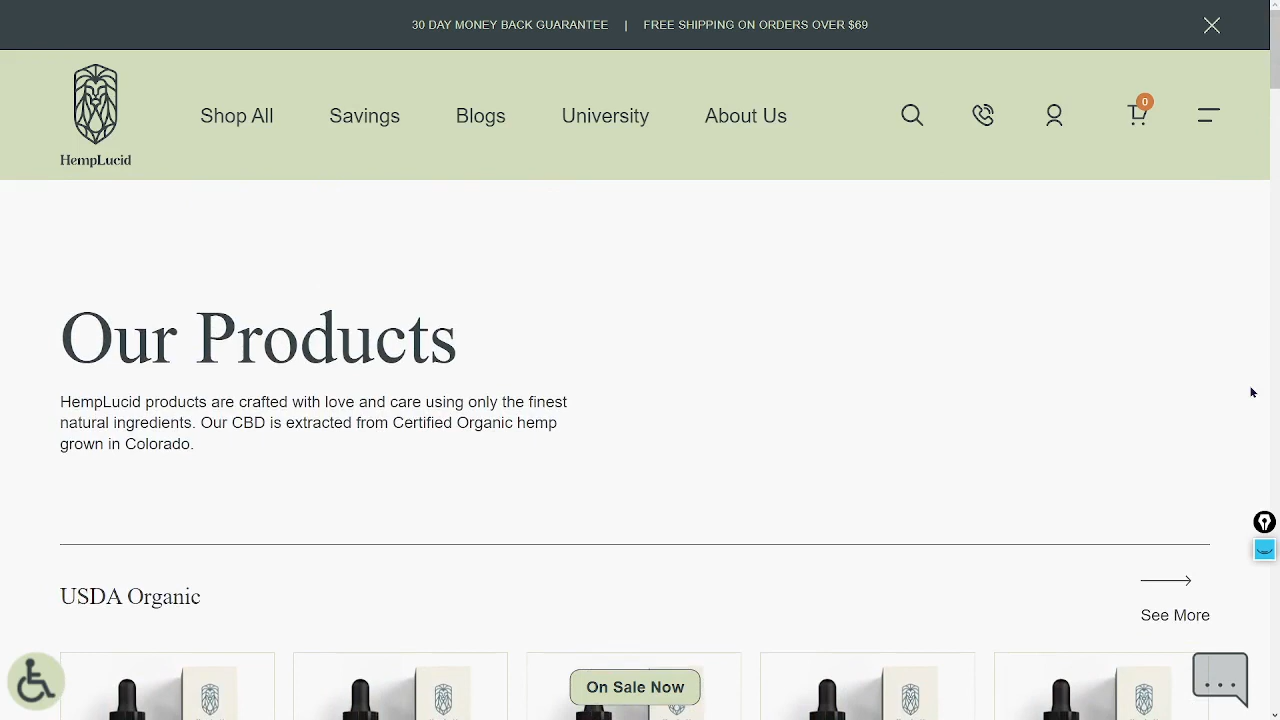 30 DAY MONEY BACK GUARANTEE | FREE SHIPPING ON ORDERS OVER $69
HempLucid
Shop All
Savings
Blogs
University
About Us
0
Our Products
HempLucid products are crafted with love and care using only the finest
natural ingredients. Our CBD is extracted from Certified Organic hemp
grown in Colorado.
USDA Organic
See More
On Sale Now